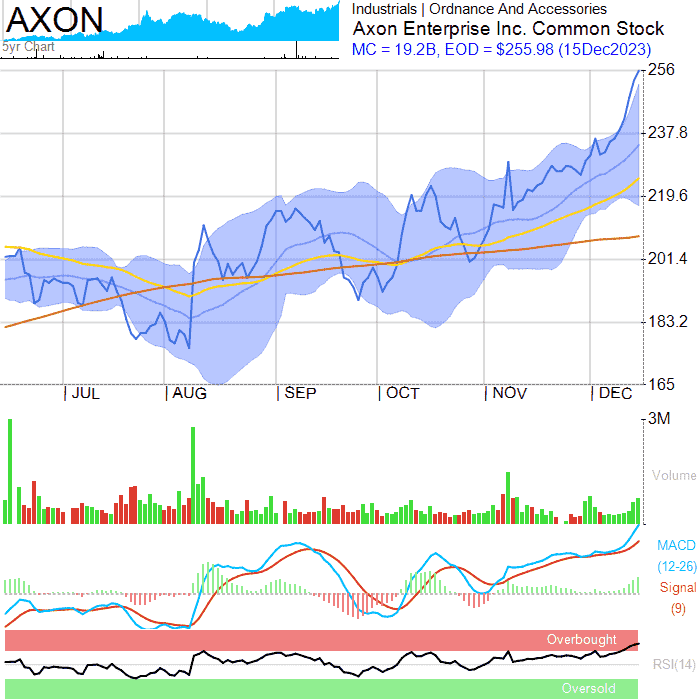 AXON
5yr Chart
Industrials | Ordnance And Accessories
Axon Enterprise Inc. Common Stock
MC = 19.2B, EOD = $255.98 (15Dec2023)
256
237.8
219.6
201.4
183.2
165
JUL
AUG
SEP
OCT
NOV
DEC
3M
Volume
MACD
(12-26)
Signal
(9)
Overbought
RSI(14)
Oversold